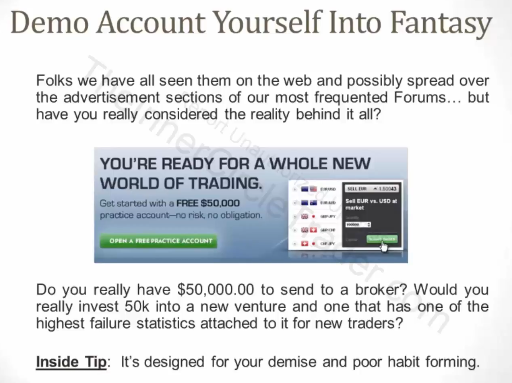 Demo Account Yourself Into Fantasy
Folks we have all seen them on the web and possibly spread over
the advertisement sections of our most frequented Forums… but
have you really considered the reality behind it all?
YOU'RE READY FOR A WHOLE NEW
WORLD OF TRADING.
Get started with a FREE $50,000
practice account—no risk, no obligation.
OPEN A FREE PRACTICE ACCOUNT
Sell EUR vs. USD at
market
Do you really have $50,000.00 to send to a broker? Would you
really invest 50k into a new venture and one that has one of the
highest failure statistics attached to it for new traders?
Inside Tip: It's designed for your demise and poor habit forming.